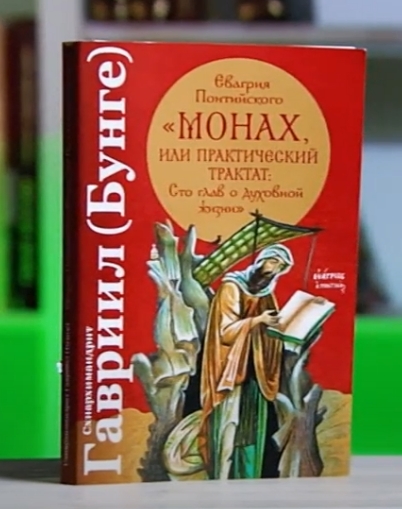 Схиархимандрит
Гавриил (Бунге)
Евагрия
Понтийского
«МОНАХ,
ИЛИ ПРАКТИЧЕСКИЙ
ТРАКТАТ:
Сто глав о духовной
жизни»